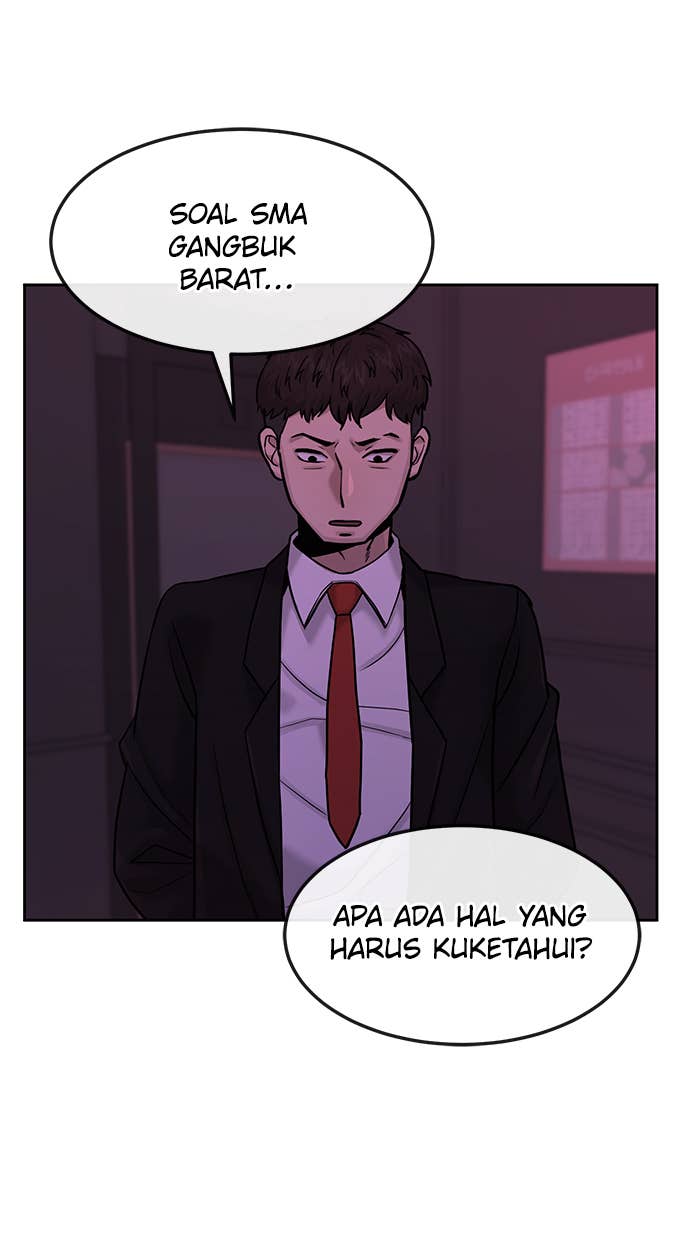 SOAL SMA
GANGBUK
BARAT...
APA ADA HAL YANG
HARUS KUKETAHUI?